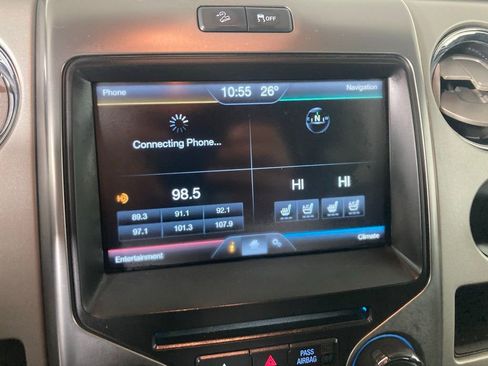 OFF
Phone 10:55 26° Navigation
Connecting Phone...
N
98.5
HI HI
89.3 91.1 92.1
97.1 101.3 107.9
Entertainment i Climate
PASS
AIRBAG